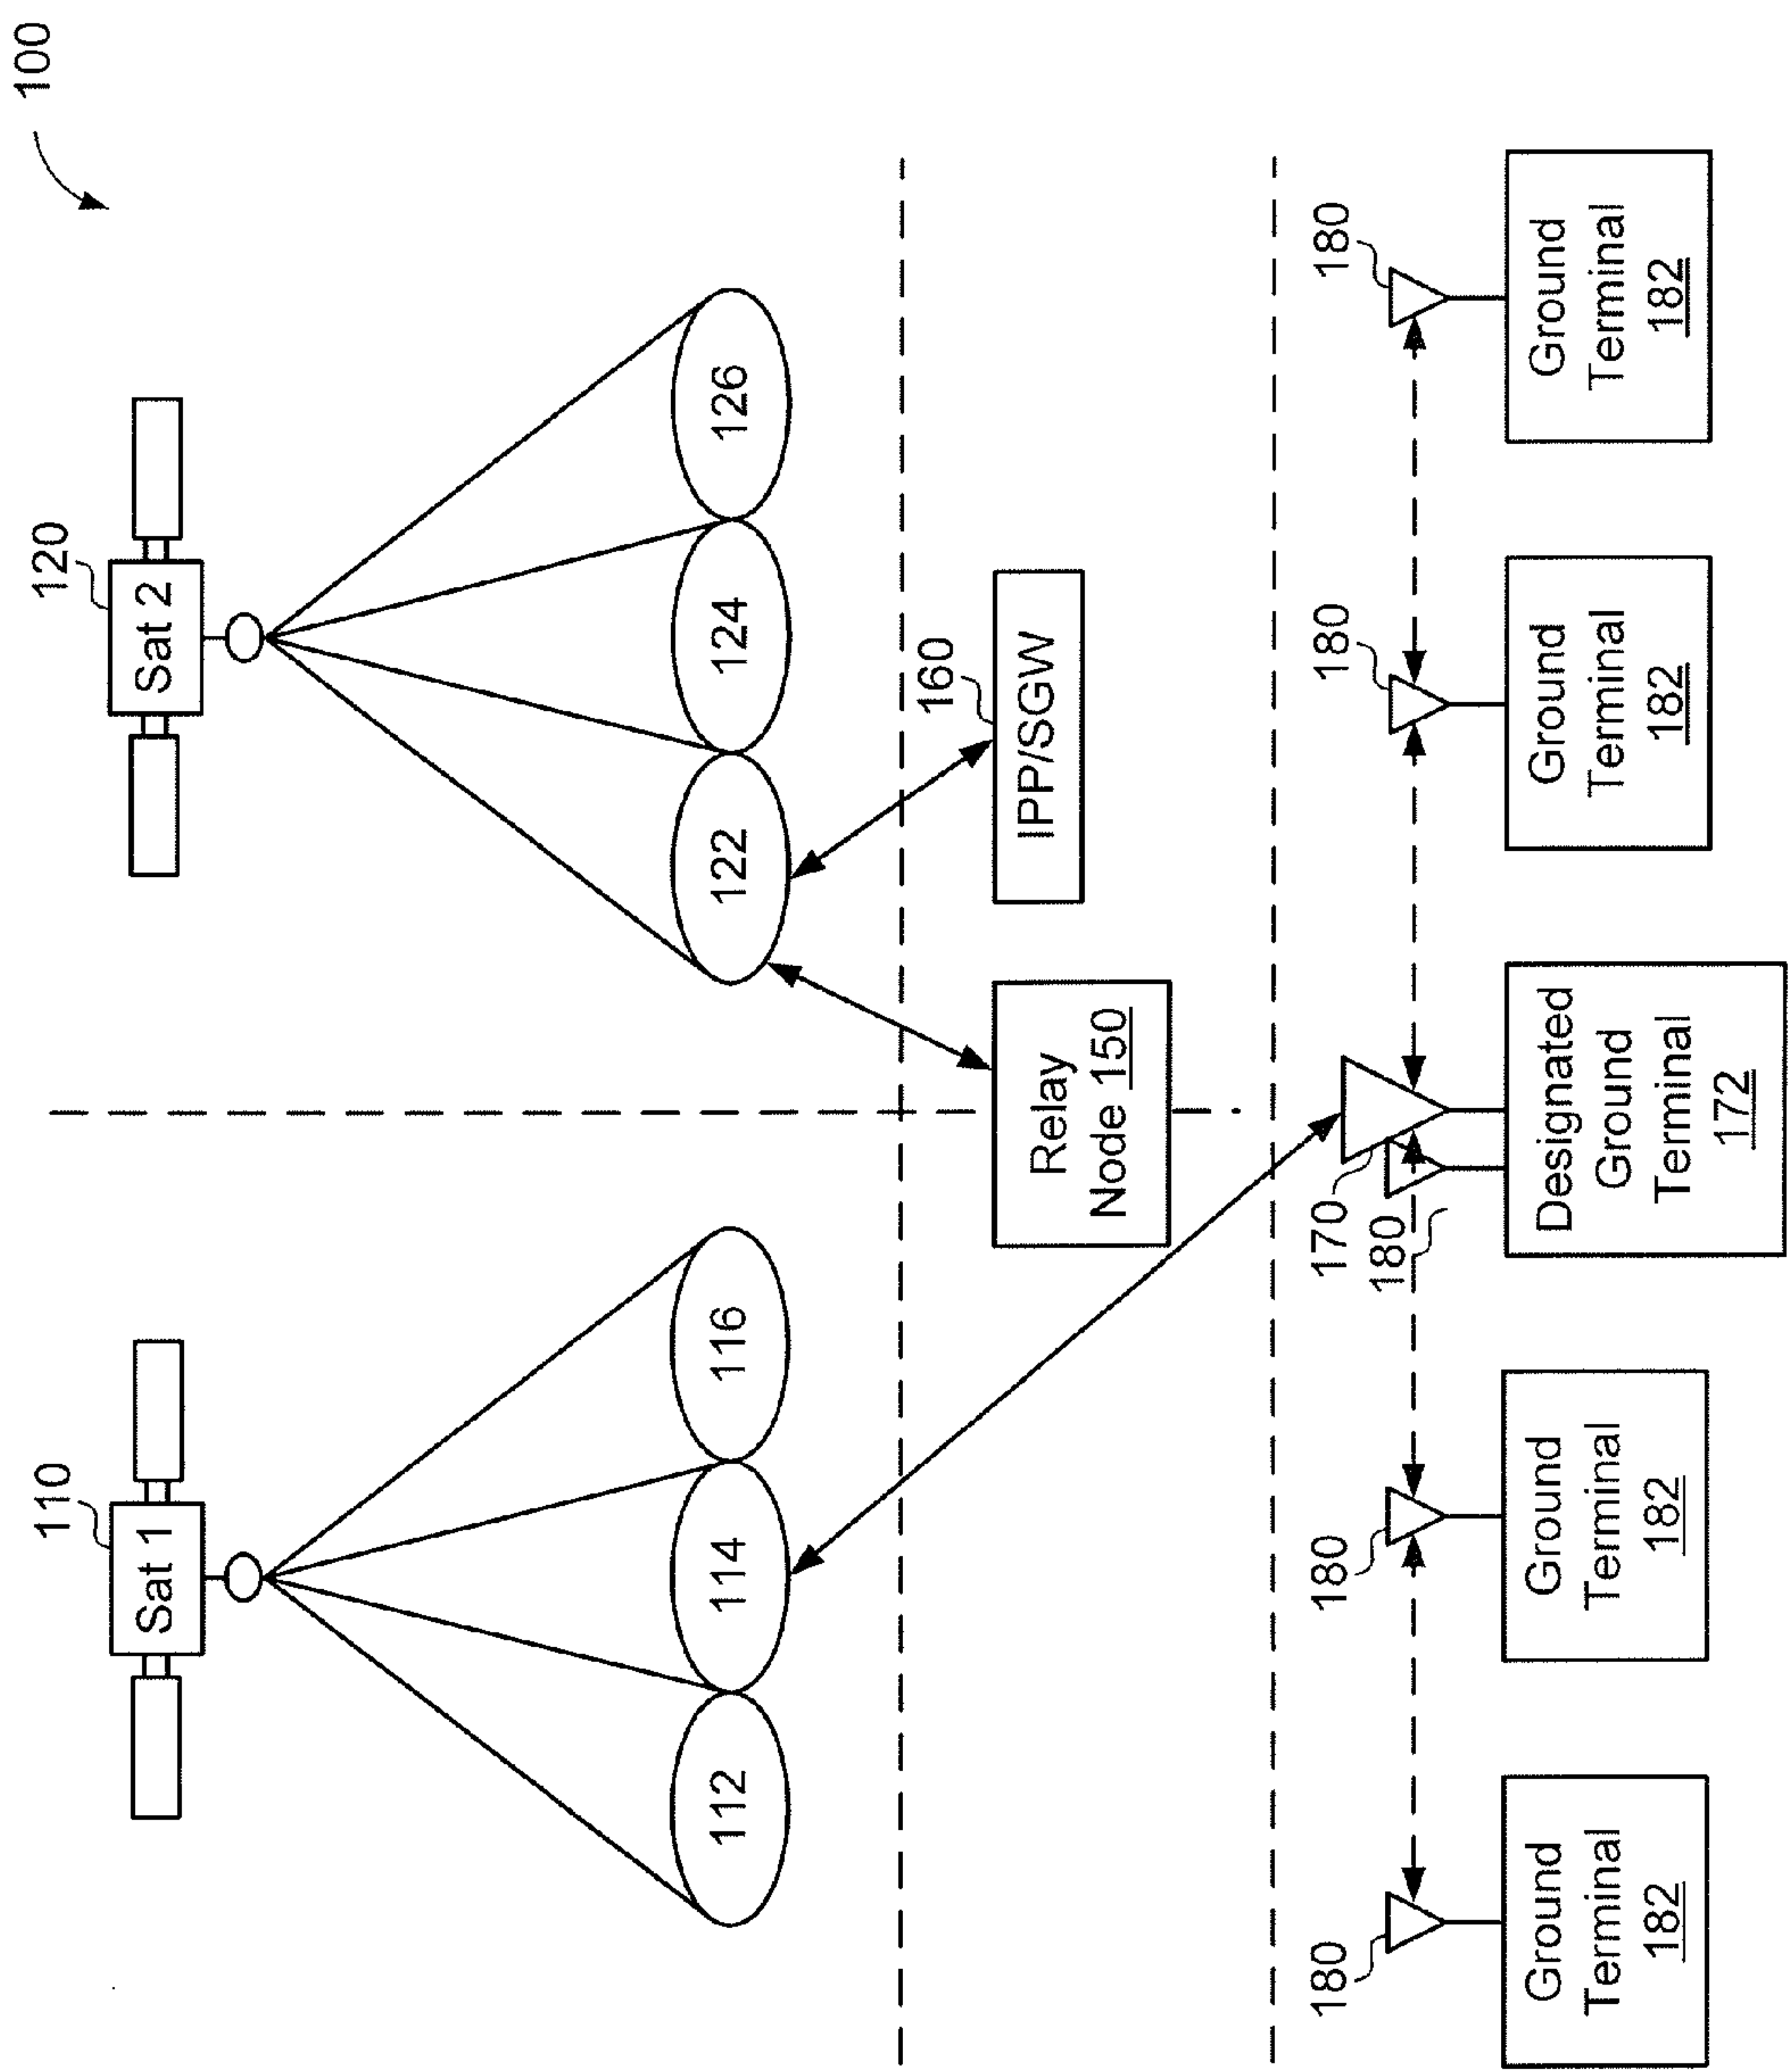 100
110
Sat 1
120
Sat 2
112
114
116
122
124
126
160
IPP/SGW
Relay
Node 150
170
180
180
180
180
180
Ground
Terminal
182
Ground
Terminal
182
Designated
Ground
Terminal
172
Ground
Terminal
182
Ground
Terminal
182